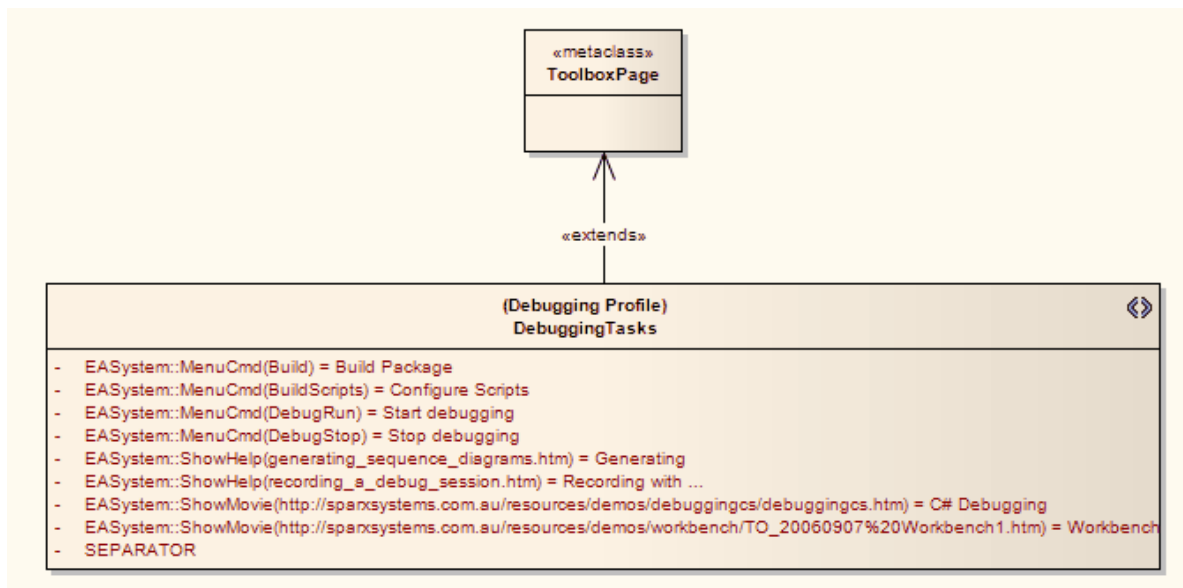 «metaclass»
ToolboxPage
«extends»
(Debugging Profile)
DebuggingTasks
- EASystem::MenuCmd(Build) = Build Package
- EASystem::MenuCmd(BuildScripts) = Configure Scripts
- EASystem::MenuCmd(DebugRun) = Start debugging
- EASystem::MenuCmd(DebugStop) = Stop debugging
- EASystem::ShowHelp(generating_sequence_diagrams.htm) = Generating
- EASystem::ShowHelp(recording_a_debug_session.htm) = Recording with ...
- EASystem::ShowMovie(http://sparxsystems.com.au/resources/demos/debuggingcs/debuggingcs.htm) = C# Debugging
- EASystem::ShowMovie(http://sparxsystems.com.au/resources/demos/workbench/TO_20060907%20Workbench1.htm) = Workbench
- SEPARATOR